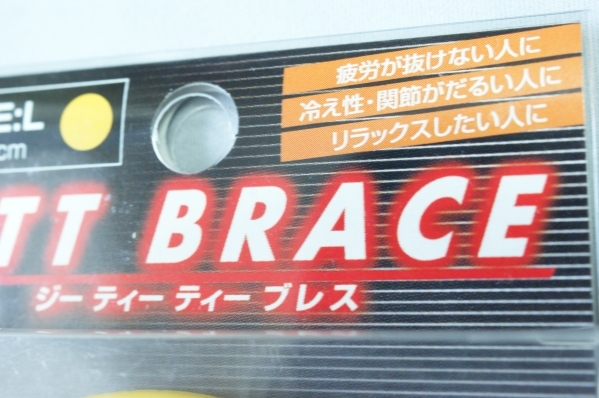 疲労が抜けない人に
冷え性・関節がだるい人に
リラックスしたい人に
E:L
cm
TT BRACE
ジー ティー ティー ブレス